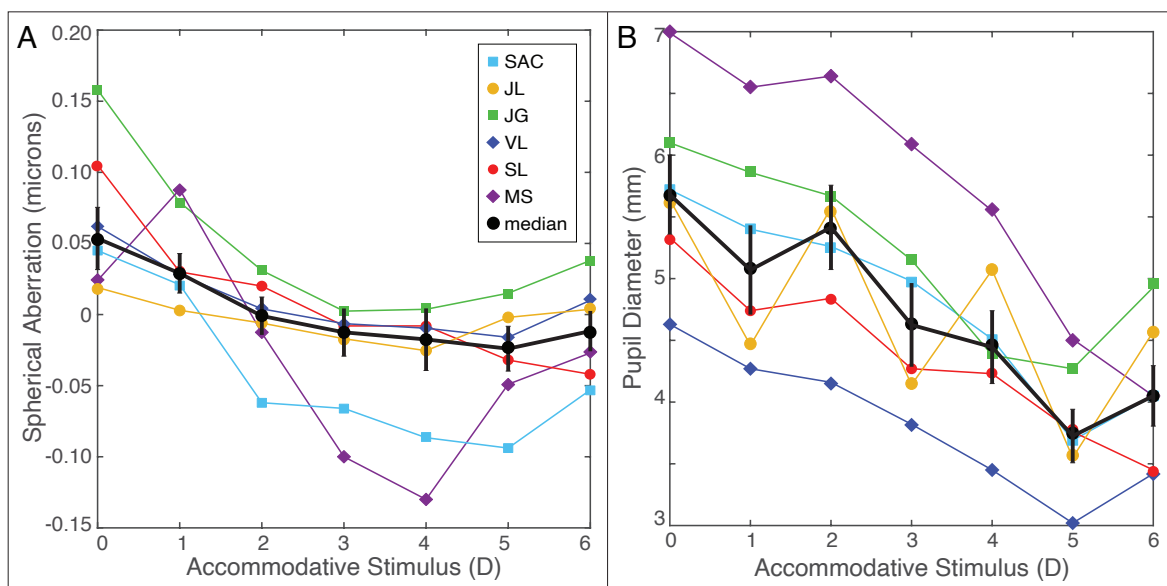 A
Spherical Aberration (microns)
0.20
0.15
0.10
0.05
0
-0.05
-0.10
-0.15
0 1 2 3 4 5 6
Accommodative Stimulus (D)
SAC
JL
JG
VL
SL
MS
median
B
Pupil Diameter (mm)
7
6
5
4
3
0 1 2 3 4 5 6
Accommodative Stimulus (D)